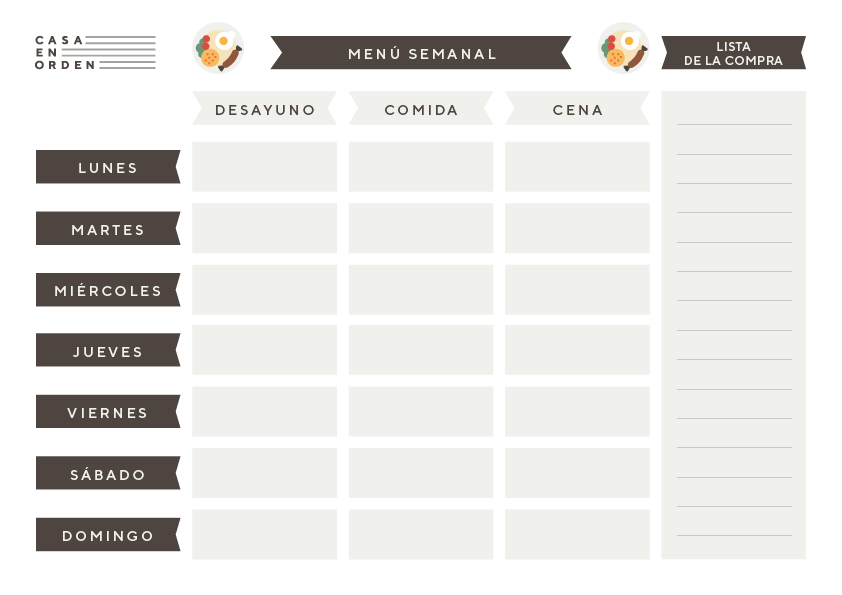 CASA
EN
ORDEN
MENÚ SEMANAL
LISTA
DE LA COMPRA
DESAYUNO
COMIDA
CENA
LUNES
MARTES
MIÉRCOLES
JUEVES
VIERNES
SÁBADO
DOMINGO